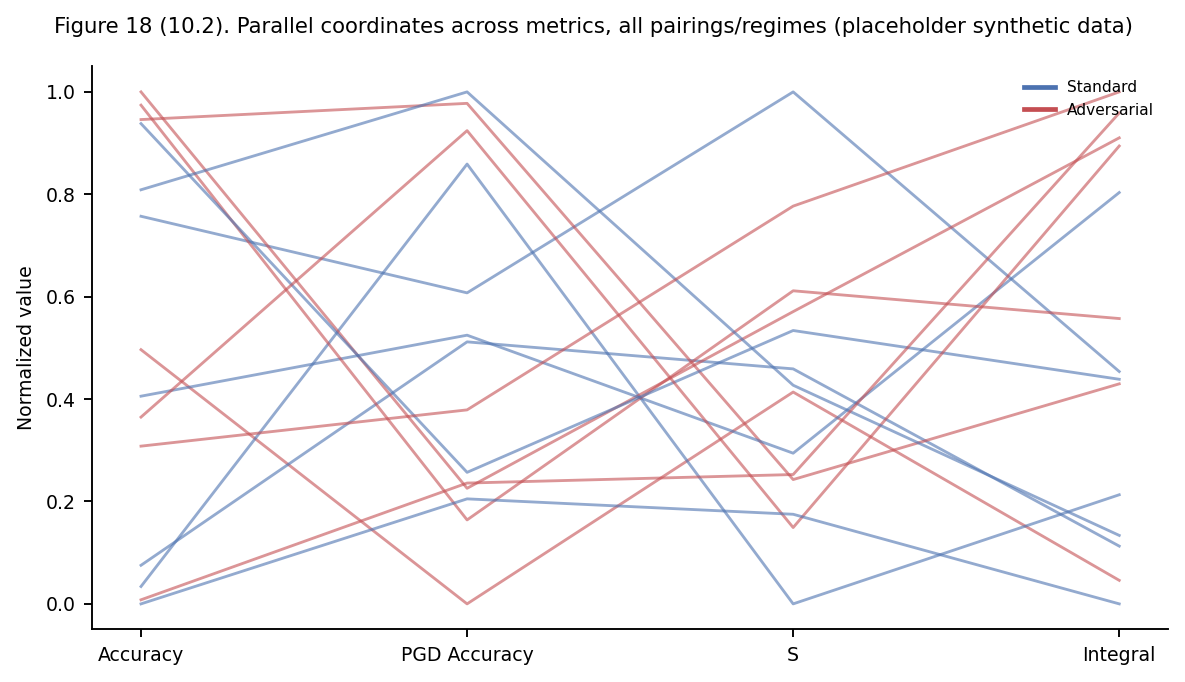 Figure 18 (10.2). Parallel coordinates across metrics, all pairings/regimes (placeholder synthetic data)
Standard
Adversarial
Normalized value
1.0
0.8
0.6
0.4
0.2
0.0
Accuracy
PGD Accuracy
S
Integral